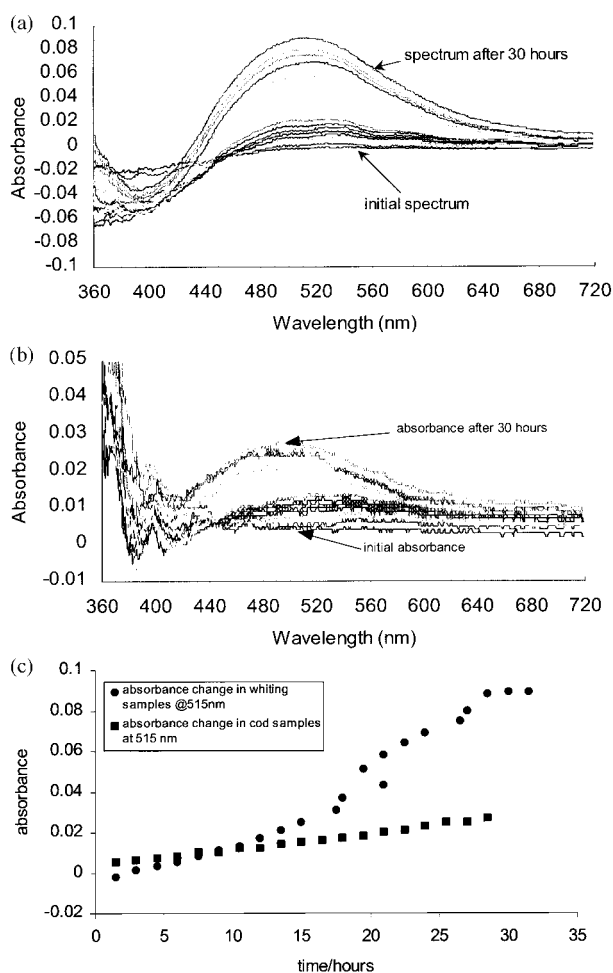 (a)
0.1
0.08
0.06
0.04
0.02
0
-0.02
-0.04
-0.06
-0.08
-0.1
Absorbance
spectrum after 30 hours
initial spectrum
360 400 440 480 520 560 600 640 680 720
Wavelength (nm)
(b)
0.05
0.04
0.03
0.02
0.01
0
-0.01
Absorbance
absorbance after 30 hours
initial absorbance
360 400 440 480 520 560 600 640 680 720
Wavelength (nm)
(c)
0.1
0.08
0.06
0.04
0.02
0
-0.02
absorbance
absorbance change in whiting
samples @515nm
absorbance change in cod samples
at 515 nm
0 5 10 15 20 25 30 35
time/hours